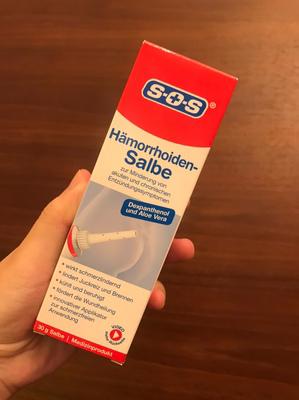 S·O·S®
Hämorrhoiden-
Salbe
zur Minderung von
akuten und chronischen
Entzündungssymptomen
Dexpanthenol
und Aloe Vera
• wirkt schmerzlindernd
• lindert Juckreiz und Brennen
• kühlt und beruhigt
• fördert die Wundheilung
• innovativer Applikator
zur schmerzfreien
Anwendung
VIDEO
30 g Salbe | Medizinprodukt